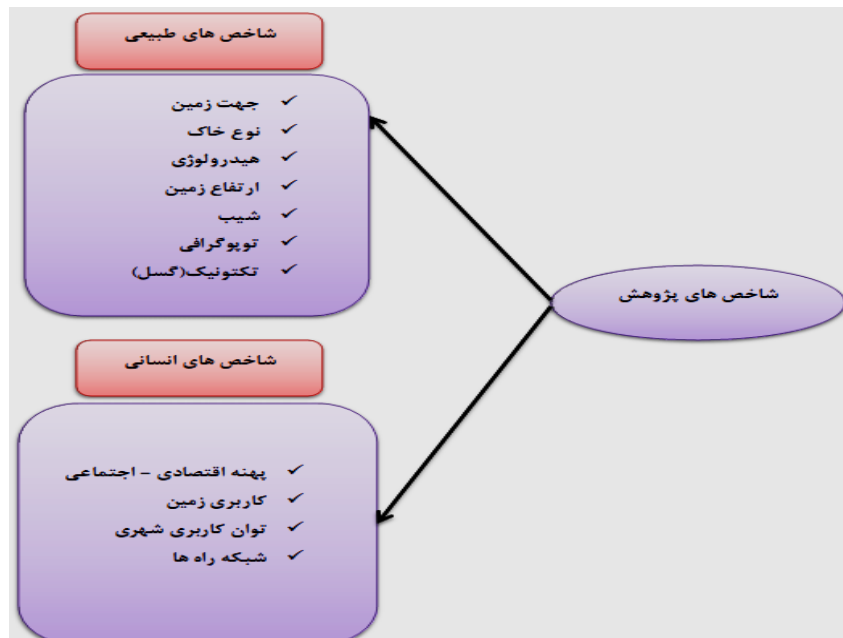 شاخص های طبیعی
جهت زمین
نوع خاک
هیدرولوژی
ارتفاع زمین
شیب
توپوگرافی
تکتونیک(گسل)
شاخص های پژوهش
شاخص های انسانی
پهنه اقتصادی - اجتماعی
کاربری زمین
توان کاربری شهری
شبکه راه ها